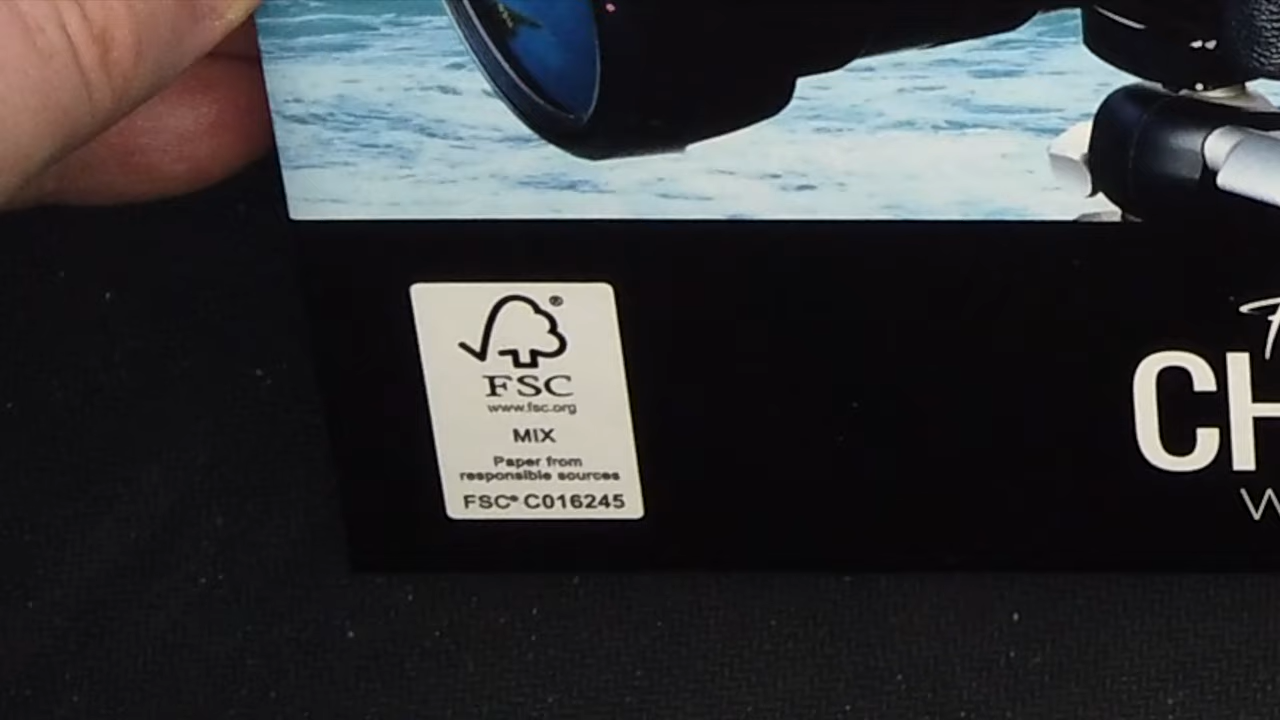 FSC®
www.fsc.org
MIX
Paper from
responsible sources
FSC® C016245
CH